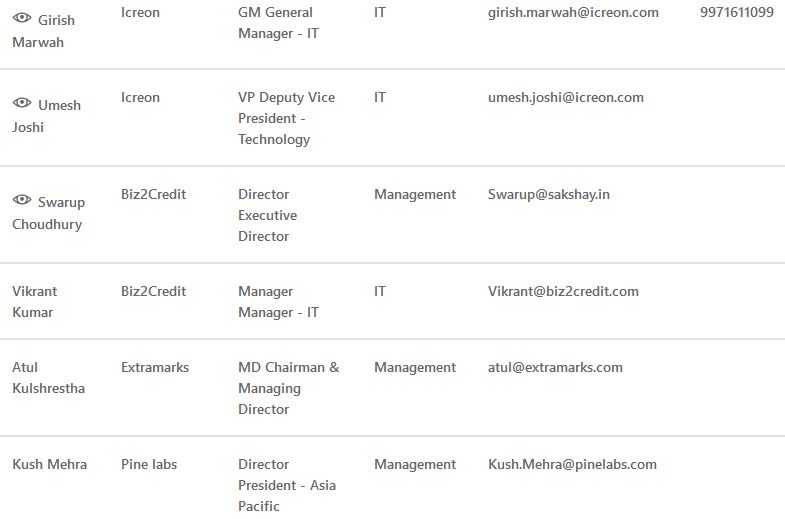 Girish Marwah Icreon GM General Manager - IT IT girish.marwah@icreon.com 9971611099
Umesh Joshi Icreon VP Deputy Vice President - Technology IT umesh.joshi@icreon.com
Swarup Choudhury Biz2Credit Director Executive Director Management Swarup@sakshay.in
Vikrant Kumar Biz2Credit Manager Manager - IT IT Vikrant@biz2credit.com
Atul Kulshrestha Extramarks MD Chairman & Managing Director Management atul@extramarks.com
Kush Mehra Pine labs Director President - Asia Pacific Management Kush.Mehra@pinelabs.com